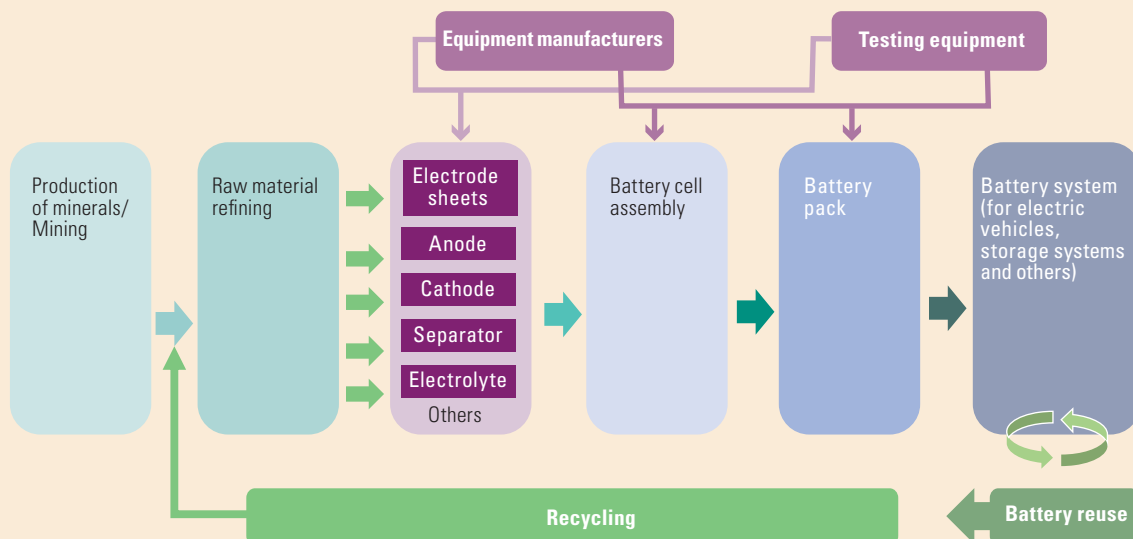 Equipment manufacturers
Testing equipment
Production
of minerals/
Mining
Raw material
refining
Electrode
sheets
Anode
Cathode
Separator
Electrolyte
Others
Battery cell
assembly
Battery
pack
Battery system
(for electric
vehicles,
storage systems
and others)
Recycling
Battery reuse